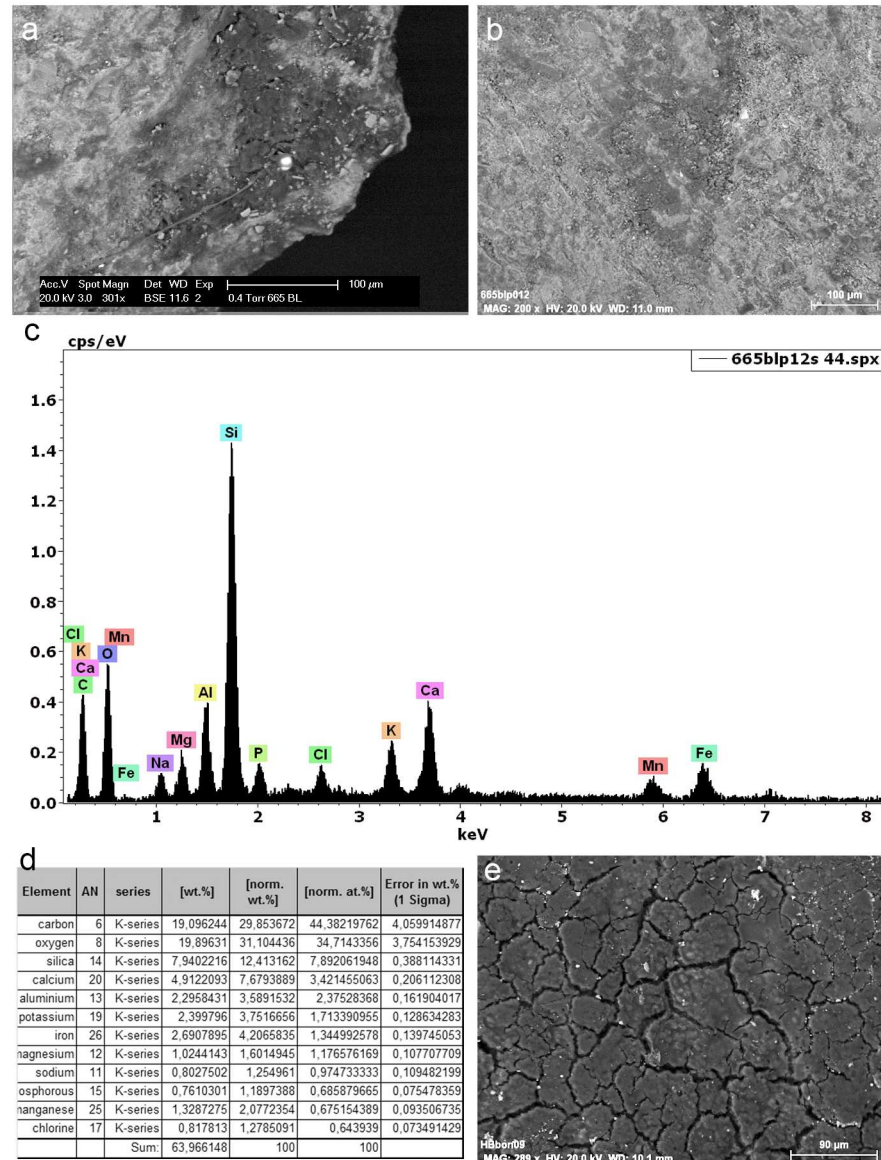 a
Acc.V Spot Magn Det WD Exp 100 µm
20.0 kV 3.0 301x BSE 11.6 2 0.4 Torr 665 BL
b
665blp012
MAG: 200 x HV: 20.0 kV WD: 11.0 mm 100 µm
c
cps/eV
665blp12s 44.spx
1.6
1.4
1.2
1.0
0.8
0.6
0.4
0.2
0.0
Si
Cl
K
Ca
C
Mn
O
Fe
Na
Mg
Al
P
Cl
K
Ca
Mn
Fe
1 2 3 4 5 6 7 8
keV
d
Element AN series [wt.%] [norm. wt.%] [norm. at.%] Error in wt.% (1 Sigma)
carbon 6 K-series 19,096244 29,853672 44,38219762 4,059914877
oxygen 8 K-series 19,89631 31,104436 34,7143356 3,754153929
silica 14 K-series 7,9402216 12,413162 7,892061948 0,388114331
calcium 20 K-series 4,9122093 7,6793889 3,421455063 0,206112308
aluminium 13 K-series 2,2958431 3,5891532 2,37528368 0,161904017
potassium 19 K-series 2,399796 3,7516656 1,713390955 0,128634283
iron 26 K-series 2,6907895 4,2065835 1,344992578 0,139745053
magnesium 12 K-series 1,0244143 1,6014945 1,176576169 0,107707709
sodium 11 K-series 0,8027502 1,254961 0,974733333 0,109482199
osphorous 15 K-series 0,7610301 1,1897388 0,685879665 0,075478359
manganese 25 K-series 1,3287275 2,0772354 0,675154389 0,093506735
chlorine 17 K-series 0,817813 1,2785091 0,643939 0,073491429
Sum: 63,966148 100 100
e
HBbon09
MAG: 289 x HV: 20.0 kV WD: 10.1 mm 90 µm